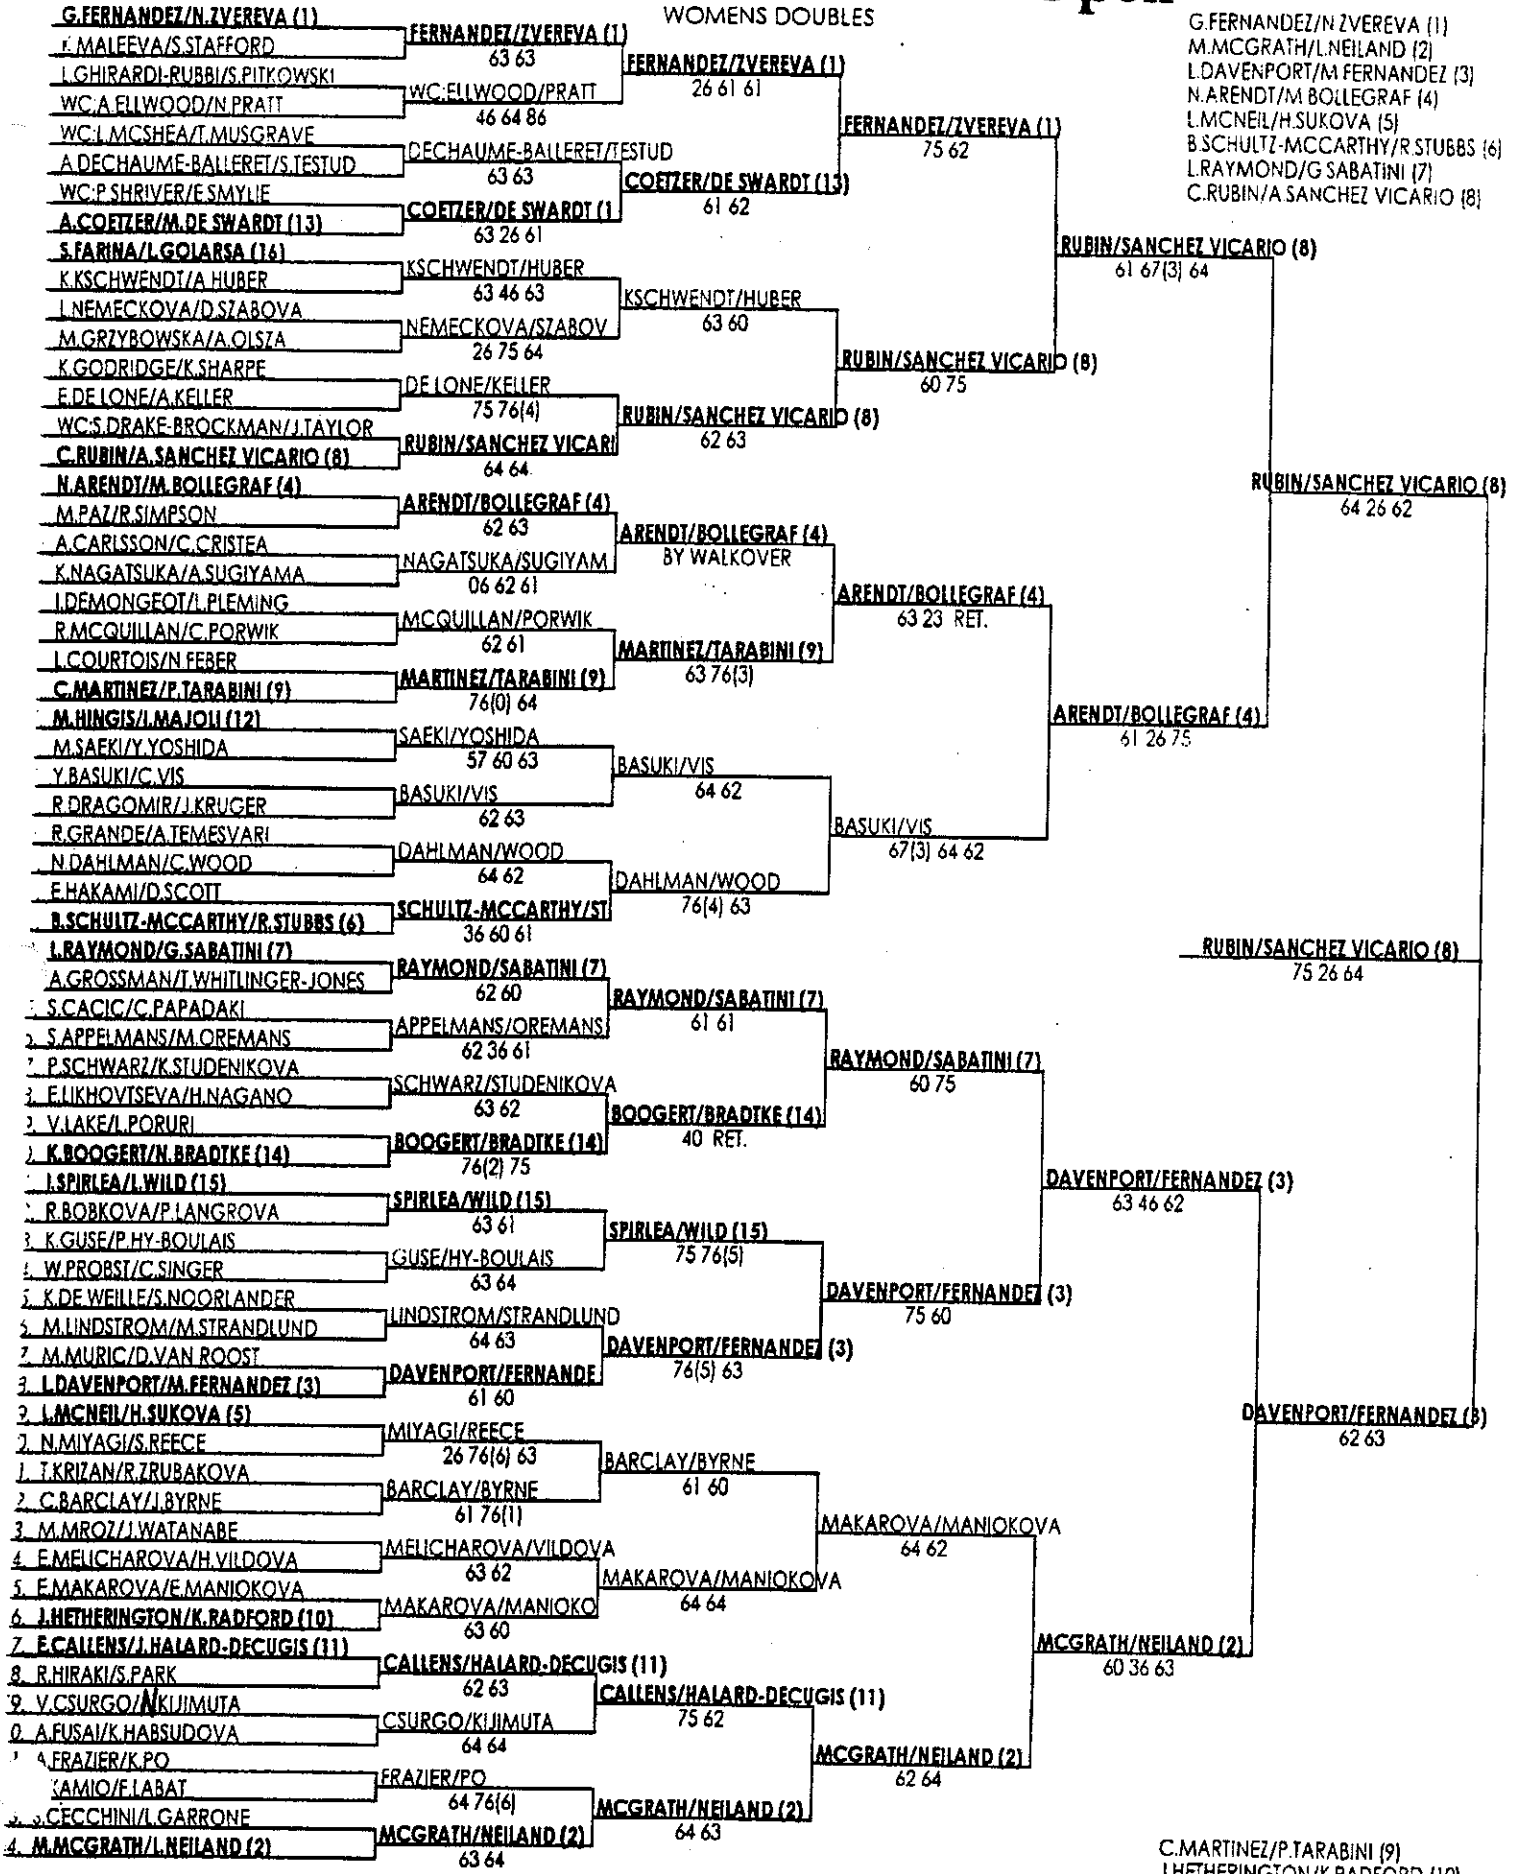 Open
WOMENS DOUBLES
G.FERNANDEZ/N.ZVEREVA (1)
M.MCGRATH/L.NEILAND (2)
L.DAVENPORT/M FERNANDEZ (3)
N.ARENDT/M BOLLEGRAF (4)
L.MCNEIL/H.SUKOVA (5)
B.SCHULTZ-MCCARTHY/R.STUBBS (6)
L.RAYMOND/G SABATINI (7)
C.RUBIN/A.SANCHEZ VICARIO (8)
G.FERNANDEZ/N.ZVEREVA (1)
MALEEVA/S.STAFFORD
L.GHIRARDI-RUBBI/S.PITKOWSKI
WC:A.ELLWOOD/N.PRATT
WC:L.MCSHEA/T.MUSGRAVE
A.DECHAUME-BALLERET/S.TESTUD
WC:P.SHRIVER/E.SMYLIE
A.COETZER/M.DE SWARDT (13)
S.FARINA/L.GOLARSA (16)
K.KSCHWENDT/A.HUBER
L.NEMECKOVA/D.SZABOVA
M.GRZYBOWSKA/A.OLSZA
K.GODRIDGE/K.SHARPE
E.DE LONE/A.KELLER
WC:S.DRAKE-BROCKMAN/J.TAYLOR
C.RUBIN/A.SANCHEZ VICARIO (8)
N.ARENDT/M.BOLLEGRAF (4)
M.PAZ/R.SIMPSON
A.CARLSSON/C.CRISTEA
K.NAGATSUKA/A.SUGIYAMA
I.DEMONGEOT/L.PLEMING
R.MCQUILLAN/C.PORWIK
L.COURTOIS/N.FEBER
C.MARTINEZ/P.TARABINI (9)
M.HINGIS/I.MAJOLI (12)
M.SAEKI/Y.YOSHIDA
Y.BASUKI/C.VIS
R.DRAGOMIR/J.KRUGER
R.GRANDE/A.TEMESVARI
N.DAHLMAN/C.WOOD
E.HAKAMI/D.SCOTT
B.SCHULTZ-MCCARTHY/R.STUBBS (6)
L.RAYMOND/G.SABATINI (7)
A.GROSSMAN/T.WHITLINGER-JONES
S.CACIC/C.PAPADAKI
S.APPELMANS/M.OREMANS
P.SCHWARZ/K.STUDENIKOVA
E.LIKHOVTSEVA/H.NAGANO
V.LAKE/L.PORURI
K.BOOGERT/N.BRADTKE (14)
I.SPIRLEA/L.WILD (15)
R.BOBKOVA/P.LANGROVA
K.GUSE/P.HY-BOULAIS
W.PROBST/C.SINGER
K.DE WEILLE/S.NOORLANDER
M.LINDSTROM/M.STRANDLUND
M.MURIC/D.VAN ROOST
L.DAVENPORT/M.FERNANDEZ (3)
L.MCNEIL/H.SUKOVA (5)
N.MIYAGI/S.REECE
1. T.KRIZAN/R.ZRUBAKOVA
2. C.BARCLAY/J.BYRNE
3. M.MROZ/J.WATANABE
4. E.MELICHAROVA/H.VILDOVA
5. E.MAKAROVA/E.MANIOKOVA
6. J.HETHERINGTON/K.RADFORD (10)
7. E.CALLENS/J.HALARD-DECUGIS (11)
8. R.HIRAKI/S.PARK
9. V.CSURGO/N KIJIMUTA
0. A.FUSAI/K.HABSUDOVA
A.FRAZIER/K.PO
KAMIO/F.LABAT
S.CECCHINI/L.GARRONE
4. M.MCGRATH/L.NEILAND (2)
FERNANDEZ/ZVEREVA (1)
63 63
WC:ELLWOOD/PRATT
46 64 86
DECHAUME-BALLERET/TESTUD
63 63
COETZER/DE SWARDT (1
63 26 61
KSCHWENDT/HUBER
63 46 63
NEMECKOVA/SZABOV
26 75 64
DE LONE/KELLER
75 76(4)
RUBIN/SANCHEZ VICARI
64 64
ARENDT/BOLLEGRAF (4)
62 63
NAGATSUKA/SUGIYAM
06 62 61
MCQUILLAN/PORWIK
62 61
MARTINEZ/TARABINI (9)
76(0) 64
SAEKI/YOSHIDA
57 60 63
BASUKI/VIS
62 63
DAHLMAN/WOOD
64 62
SCHULTZ-MCCARTHY/ST
36 60 61
RAYMOND/SABATINI (7)
62 60
APPELMANS/OREMANS
62 36 61
SCHWARZ/STUDENIKOVA
63 62
BOOGERT/BRADTKE (14)
76(2) 75
SPIRLEA/WILD (15)
63 61
GUSE/HY-BOULAIS
63 64
LINDSTROM/STRANDLUND
64 63
DAVENPORT/FERNANDE
61 60
MIYAGI/REECE
26 76(6) 63
BARCLAY/BYRNE
61 76(1)
MELICHAROVA/VILDOVA
63 62
MAKAROVA/MANIOKO
63 60
CALLENS/HALARD-DECUGIS (11)
62 63
CSURGO/KIJIMUTA
64 64
FRAZIER/PO
64 76(6)
MCGRATH/NEILAND (2)
63 64
FERNANDEZ/ZVEREVA (1)
26 61 61
COETZER/DE SWARDT (13)
61 62
KSCHWENDT/HUBER
63 60
RUBIN/SANCHEZ VICARIO (8)
62 63
ARENDT/BOLLEGRAF (4)
BY WALKOVER
MARTINEZ/TARABINI (9)
63 76(3)
BASUKI/VIS
64 62
DAHLMAN/WOOD
76(4) 63
RAYMOND/SABATINI (7)
61 61
BOOGERT/BRADTKE (14)
40 RET.
SPIRLEA/WILD (15)
75 76(5)
DAVENPORT/FERNANDEZ (3)
76(5) 63
BARCLAY/BYRNE
61 60
MAKAROVA/MANIOKOVA
64 64
CALLENS/HALARD-DECUGIS (11)
75 62
MCGRATH/NEILAND (2)
64 63
FERNANDEZ/ZVEREVA (1)
75 62
RUBIN/SANCHEZ VICARIO (8)
60 75
ARENDT/BOLLEGRAF (4)
63 23 RET.
BASUKI/VIS
67(3) 64 62
RAYMOND/SABATINI (7)
60 75
DAVENPORT/FERNANDEZ (3)
75 60
MAKAROVA/MANIOKOVA
64 62
MCGRATH/NEILAND (2)
62 64
RUBIN/SANCHEZ VICARIO (8)
61 67(3) 64
ARENDT/BOLLEGRAF (4)
61 26 75
DAVENPORT/FERNANDEZ (3)
63 46 62
MCGRATH/NEILAND (2)
60 36 63
RUBIN/SANCHEZ VICARIO (8)
64 26 62
DAVENPORT/FERNANDEZ (3)
62 63
RUBIN/SANCHEZ VICARIO (8)
75 26 64
C.MARTINEZ/P.TARABINI (9)
J.HETHERINGTON/K.RADFORD (10)